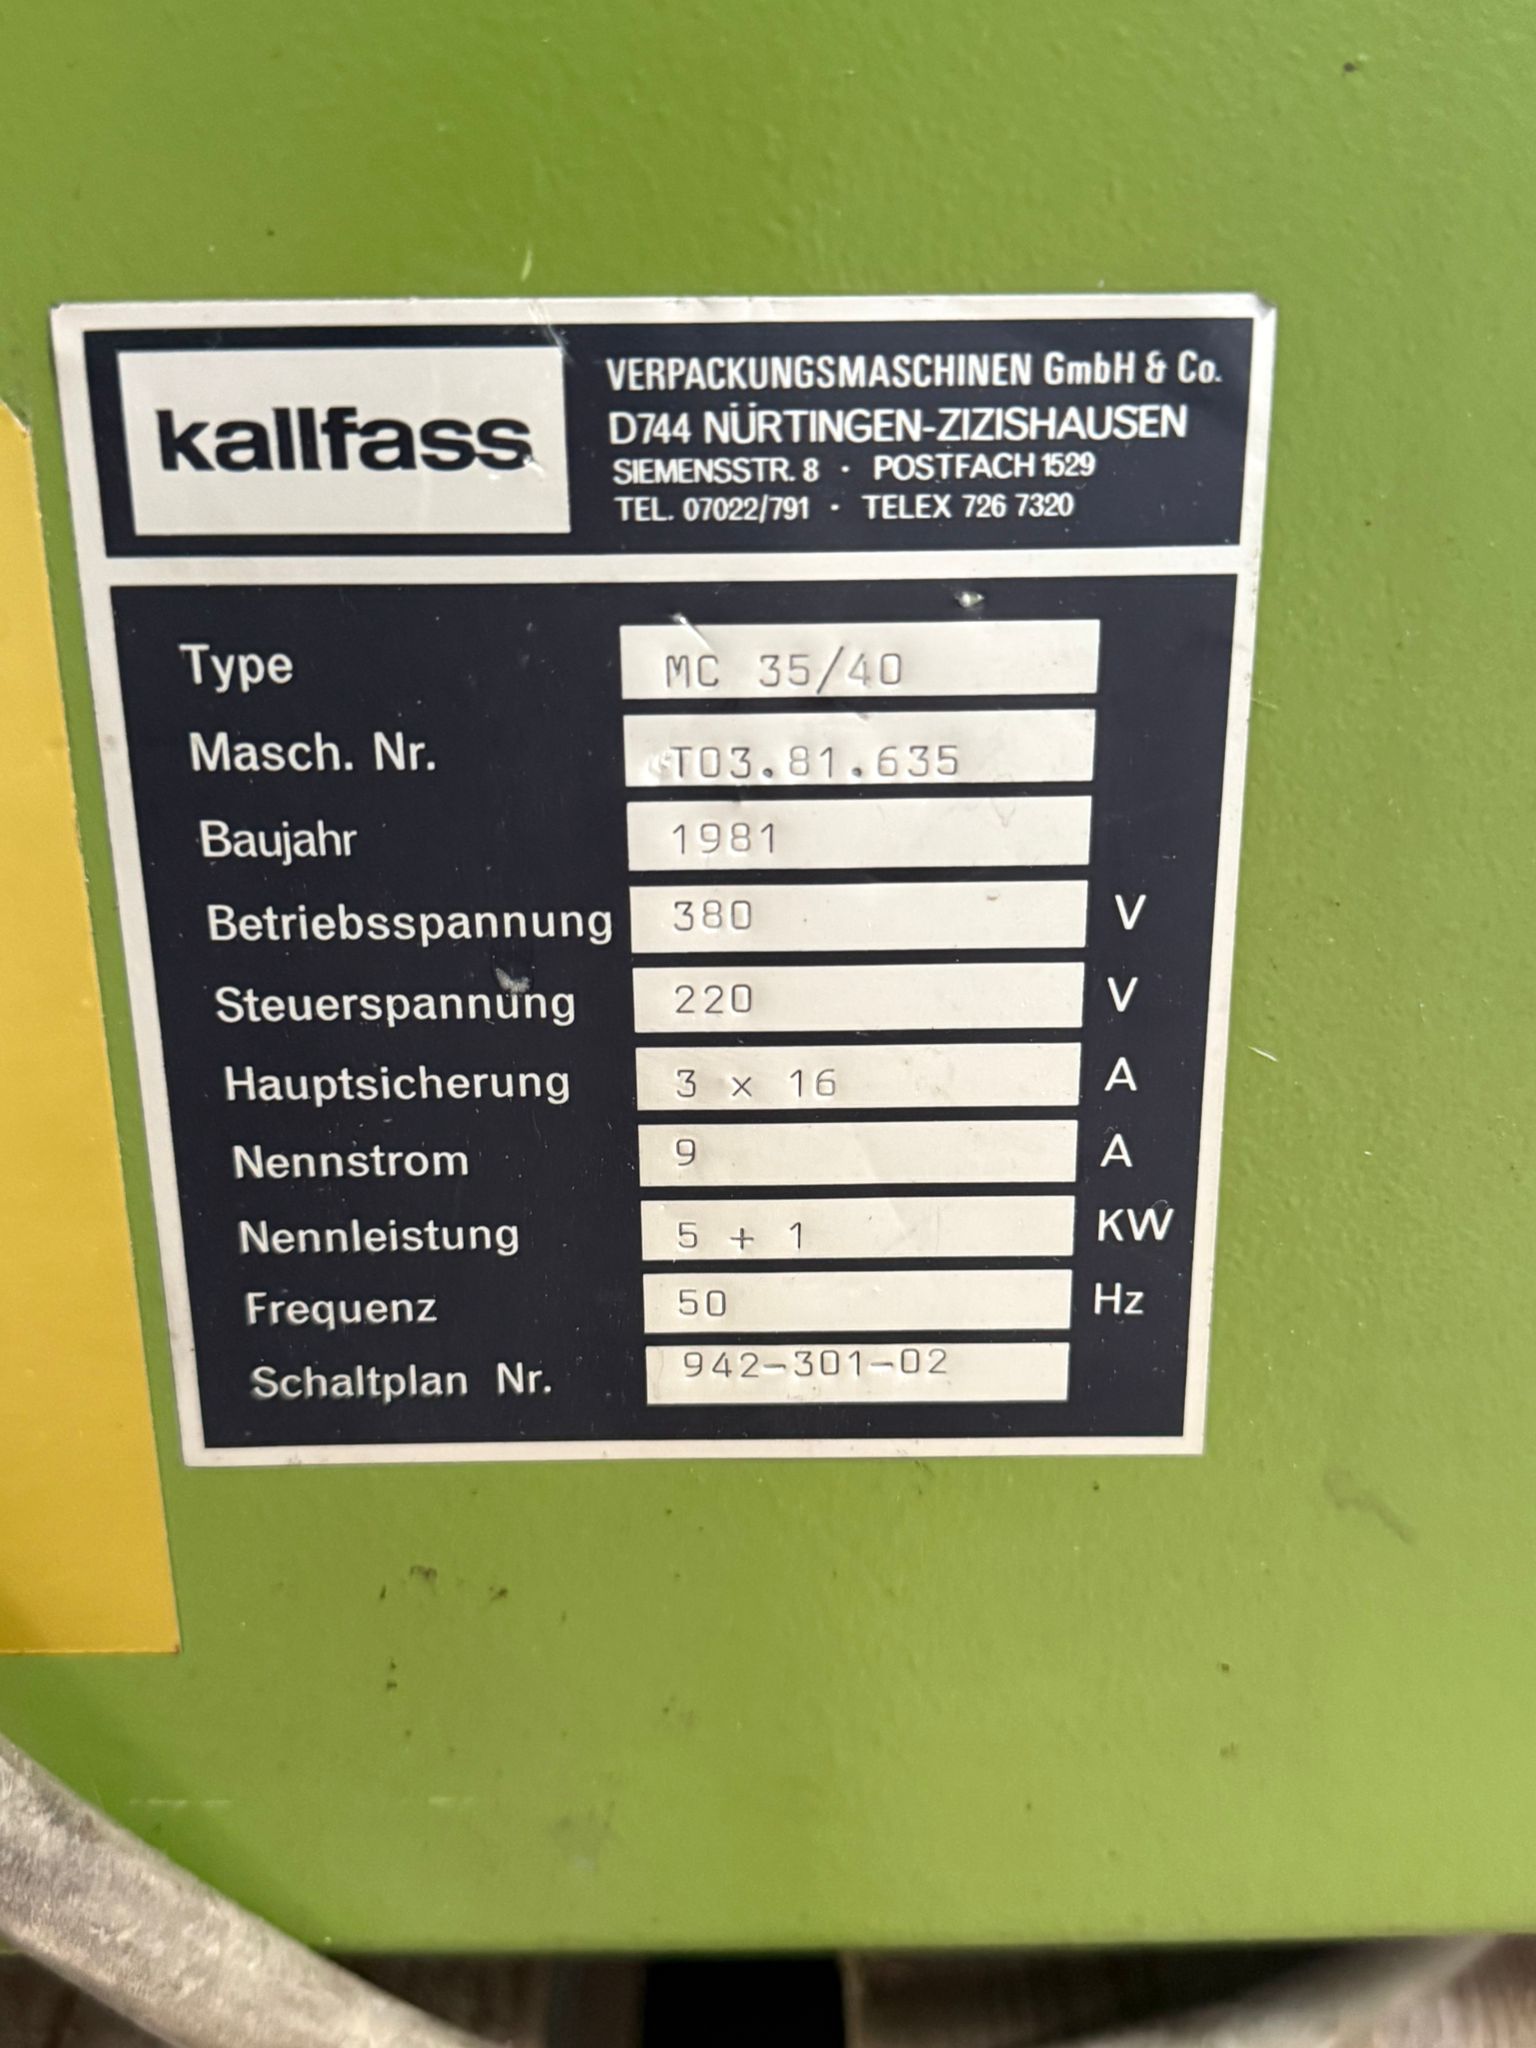 kallfass
VERPACKUNGSMASCHINEN GmbH & Co.
D744 NÜRTINGEN-ZIZISHAUSEN
SIEMENSSTR. 8 · POSTFACH 1529
TEL. 07022/791 · TELEX 726 7320
Type MC 35/40
Masch. Nr. T03.81.635
Baujahr 1981
Betriebsspannung 380 V
Steuerspannung 220 V
Hauptsicherung 3 x 16 A
Nennstrom 9 A
Nennleistung 5 + 1 KW
Frequenz 50 Hz
Schaltplan Nr. 942-301-02